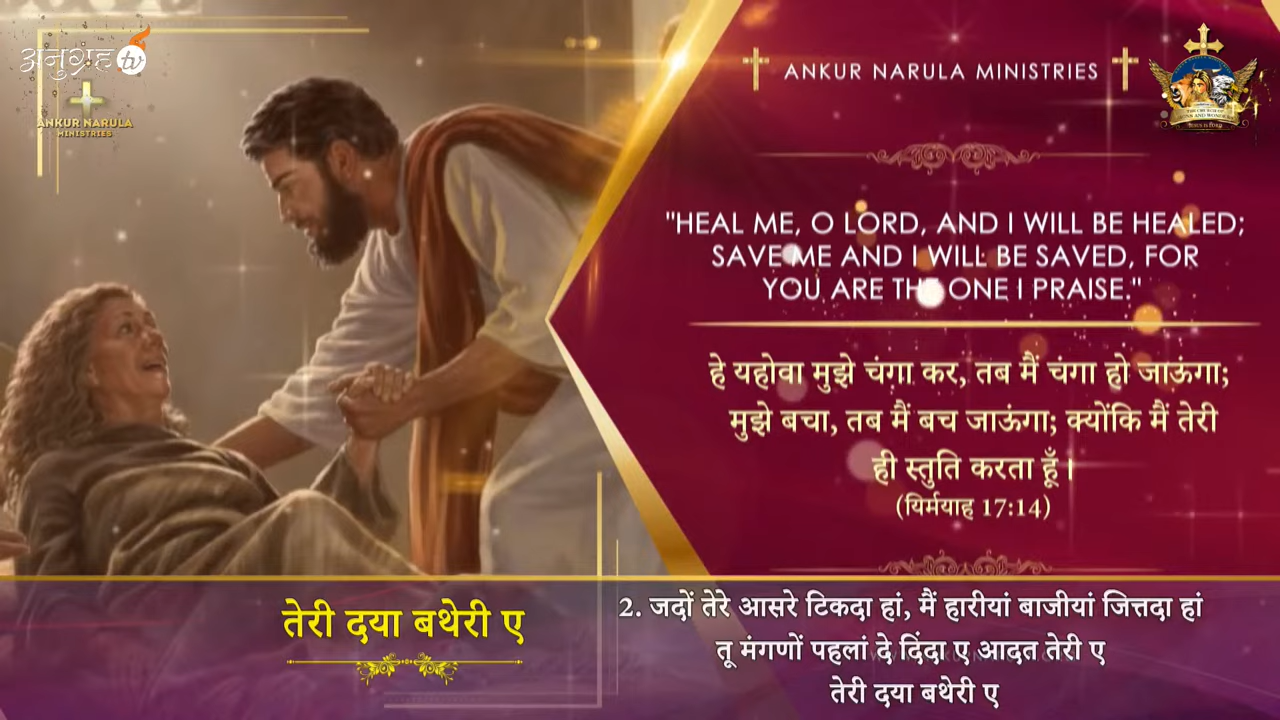 अनुग्रह tv
ANKUR NARULA
MINISTRIES
ANKUR NARULA MINISTRIES
"HEAL ME, O LORD, AND I WILL BE HEALED;
SAVE ME AND I WILL BE SAVED, FOR
YOU ARE THE ONE I PRAISE."
हे यहोवा मुझे चंगा कर, तब मैं चंगा हो जाऊंगा;
मुझे बचा, तब मैं बच जाऊंगा; क्योंकि मैं तेरी
ही स्तुति करता हूँ।
(यिर्मयाह 17:14)
तेरी दया बथेरी ए
2. जदों तेरे आसरे टिकदा हां, मैं हारीयां बाजीयां जित्तदा हां
तू मंगणों पहलां दे दिंदा ए आदत तेरी ए
तेरी दया बथेरी ए